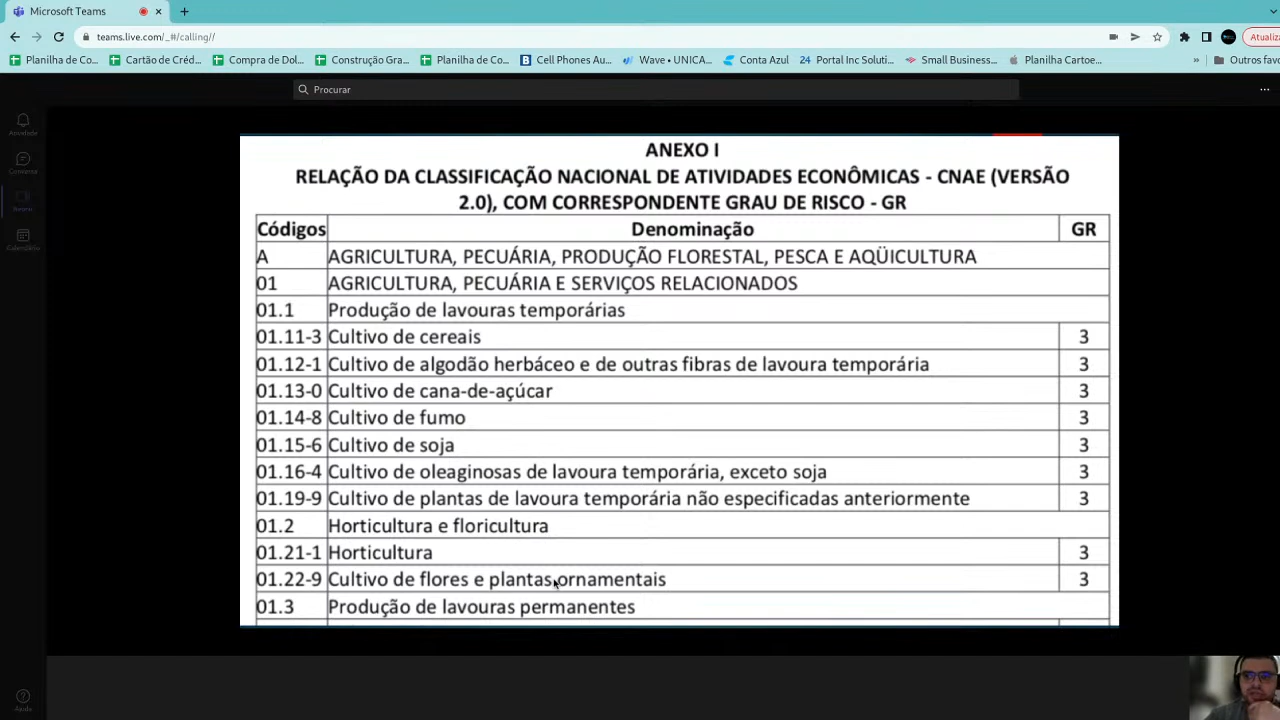 Microsoft Teams
teams.live.com/_#/calling//
Atualiza
Planilha de Co...
Cartão de Créd...
Compra de Dol...
Construção Gra...
Planilha de Co...
Cell Phones Au...
Wave • UNICA...
Conta Azul
24 Portal Inc Soluti...
Small Business...
Planilha Cartoe...
»
Outros favo
Procurar
Atividade
Calendário
Ajuda
ANEXO I
RELAÇÃO DA CLASSIFICAÇÃO NACIONAL DE ATIVIDADES ECONÔMICAS - CNAE (VERSÃO
2.0), COM CORRESPONDENTE GRAU DE RISCO - GR
Códigos Denominação GR
A AGRICULTURA, PECUÁRIA, PRODUÇÃO FLORESTAL, PESCA E AQÜICULTURA
01 AGRICULTURA, PECUÁRIA E SERVIÇOS RELACIONADOS
01.1 Produção de lavouras temporárias
01.11-3 Cultivo de cereais 3
01.12-1 Cultivo de algodão herbáceo e de outras fibras de lavoura temporária 3
01.13-0 Cultivo de cana-de-açúcar 3
01.14-8 Cultivo de fumo 3
01.15-6 Cultivo de soja 3
01.16-4 Cultivo de oleaginosas de lavoura temporária, exceto soja 3
01.19-9 Cultivo de plantas de lavoura temporária não especificadas anteriormente 3
01.2 Horticultura e floricultura
01.21-1 Horticultura 3
01.22-9 Cultivo de flores e plantas ornamentais 3
01.3 Produção de lavouras permanentes